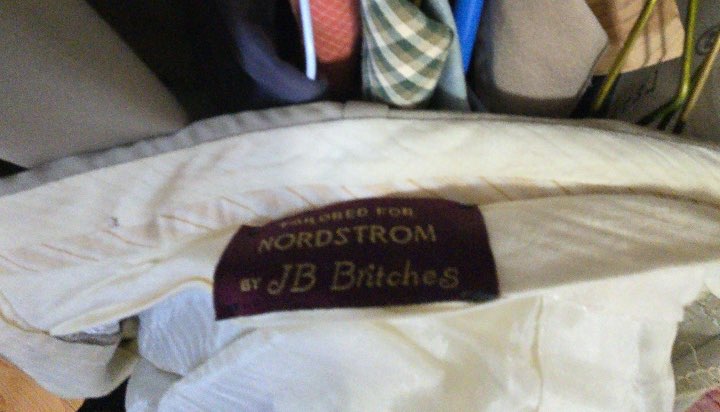 TAILORED FOR
NORDSTROM
BY JB Britches